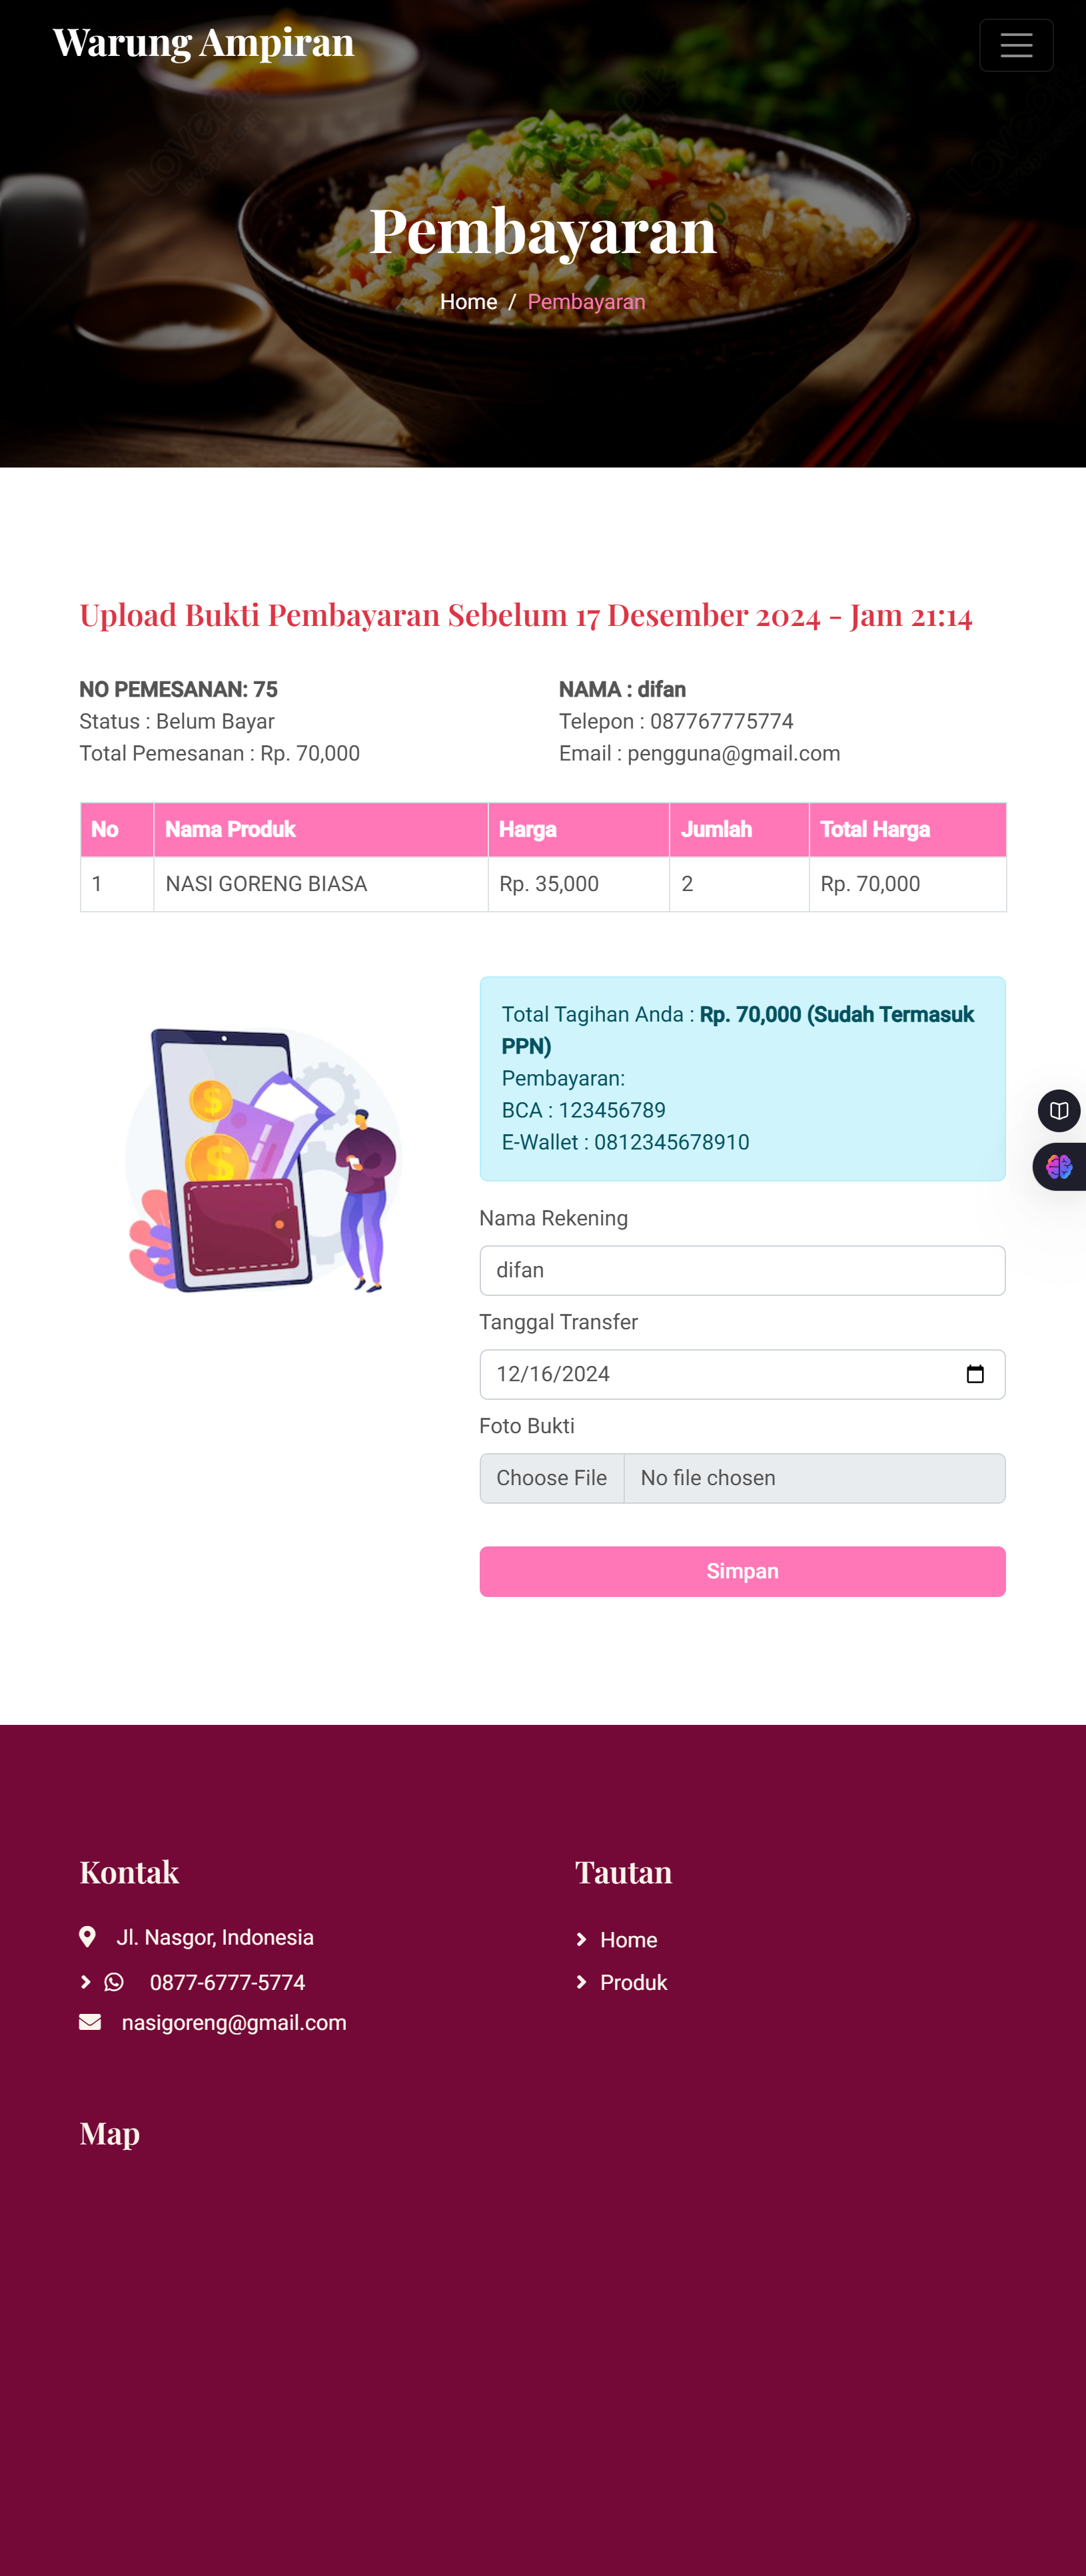 Warung Ampiran
Pembayaran
Home / Pembayaran
Upload Bukti Pembayaran Sebelum 17 Desember 2024 - Jam 21:14
NO PEMESANAN: 75
Status : Belum Bayar
Total Pemesanan : Rp. 70,000
NAMA : difan
Telepon : 087767775774
Email : pengguna@gmail.com
No Nama Produk Harga Jumlah Total Harga
1 NASI GORENG BIASA Rp. 35,000 2 Rp. 70,000
Total Tagihan Anda : Rp. 70,000 (Sudah Termasuk
PPN)
Pembayaran:
BCA : 123456789
E-Wallet : 0812345678910
Nama Rekening
difan
Tanggal Transfer
12/16/2024
Foto Bukti
Choose File No file chosen
Simpan
Kontak
Jl. Nasgor, Indonesia
0877-6777-5774
nasigoreng@gmail.com
Tautan
Home
Produk
Map